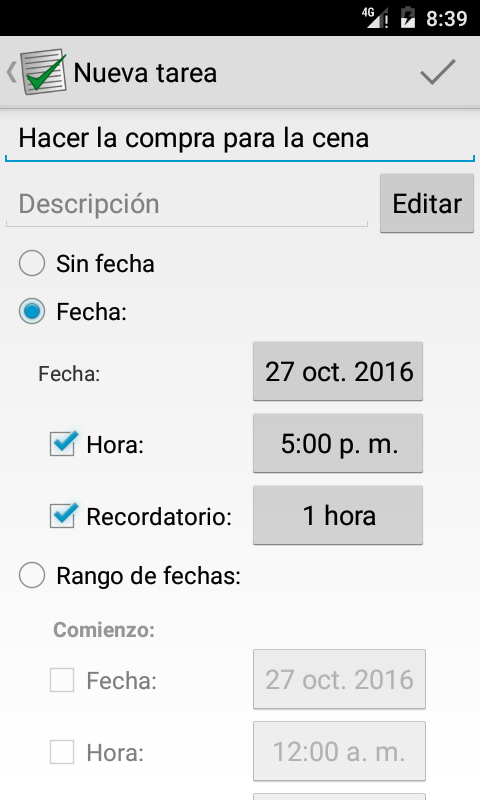 4G 8:39
Nueva tarea
Hacer la compra para la cena
Descripción Editar
Sin fecha
Fecha:
Fecha: 27 oct. 2016
Hora: 5:00 p. m.
Recordatorio: 1 hora
Rango de fechas:
Comienzo:
Fecha: 27 oct. 2016
Hora: 12:00 a. m.